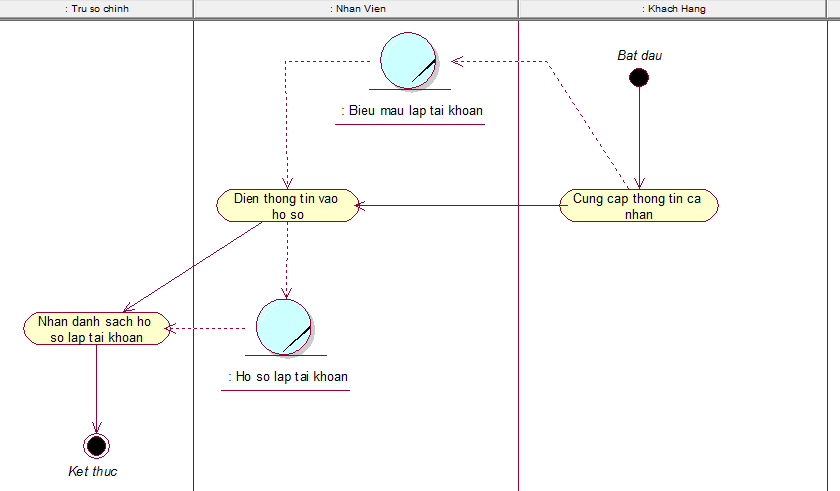 : Tru so chinh
: Nhan Vien
: Khach Hang
Bat dau
: Bieu mau lap tai khoan
Dien thong tin vao
ho so
Cung cap thong tin ca
nhan
Nhan danh sach ho
so lap tai khoan
: Ho so lap tai khoan
Ket thuc